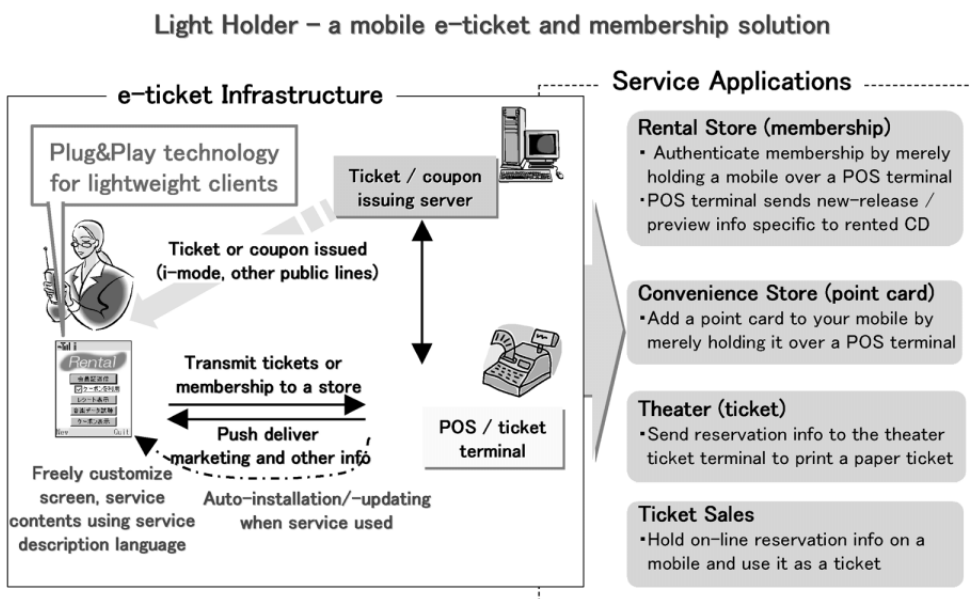 Light Holder – a mobile e-ticket and membership solution
e-ticket Infrastructure
Service Applications
Plug&Play technology
for lightweight clients
Ticket / coupon
issuing server
Ticket or coupon issued
(i-mode, other public lines)
Rental
New
Quit
Transmit tickets or
membership to a store
Push deliver
marketing and other info
POS / ticket
terminal
Freely customize
screen, service
contents using service
description language
Auto-installation/-updating
when service used
Rental Store (membership)
・ Authenticate membership by merely
holding a mobile over a POS terminal
・POS terminal sends new-release /
preview info specific to rented CD
Convenience Store (point card)
・Add a point card to your mobile by
merely holding it over a POS terminal
Theater (ticket)
・Send reservation info to the theater
ticket terminal to print a paper ticket
Ticket Sales
・Hold on-line reservation info on a
mobile and use it as a ticket